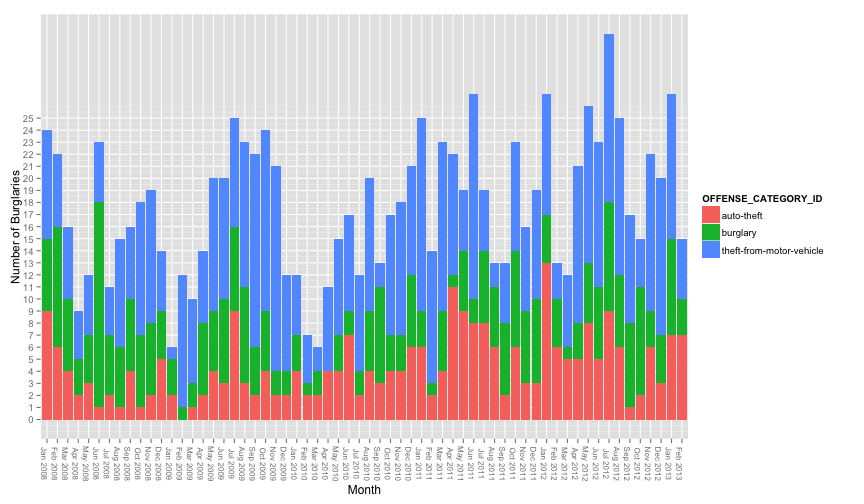 Number of Burglaries
25
24
23
22
21
20
19
18
17
16
15
14
13
12
11
10
9
8
7
6
5
4
3
2
1
0
Jan 2008
Feb 2008
Mar 2008
Apr 2008
May 2008
Jun 2008
Jul 2008
Aug 2008
Sep 2008
Oct 2008
Nov 2008
Dec 2008
Jan 2009
Feb 2009
Mar 2009
Apr 2009
May 2009
Jun 2009
Jul 2009
Aug 2009
Sep 2009
Oct 2009
Nov 2009
Dec 2009
Jan 2010
Feb 2010
Mar 2010
Apr 2010
May 2010
Jun 2010
Jul 2010
Aug 2010
Sep 2010
Oct 2010
Nov 2010
Dec 2010
Jan 2011
Feb 2011
Mar 2011
Apr 2011
May 2011
Jun 2011
Jul 2011
Aug 2011
Sep 2011
Oct 2011
Nov 2011
Dec 2011
Jan 2012
Feb 2012
Mar 2012
Apr 2012
May 2012
Jun 2012
Jul 2012
Aug 2012
Sep 2012
Oct 2012
Nov 2012
Dec 2012
Jan 2013
Feb 2013
Month
OFFENSE_CATEGORY_ID
auto-theft
burglary
theft-from-motor-vehicle